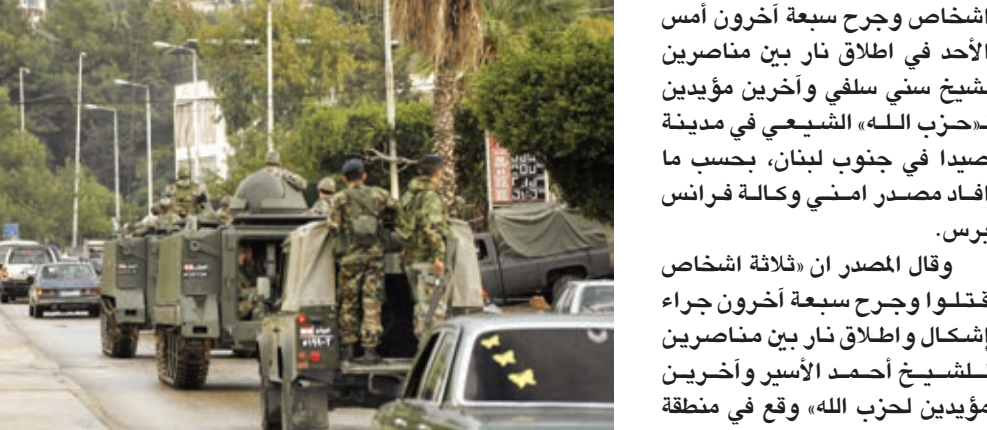 اشخاص وجرح سبعة آخرون أمس
الأحد في اطلاق نار بين مناصرين
لشيخ سني سلفي وآخرين مؤيدين
لـ«حزب الله» الشيعي في مدينة
صيدا في جنوب لبنان، بحسب ما
افاد مصدر امني وكالة فرانس
برس.
وقال المصدر ان «ثلاثة اشخاص
قتلوا وجرح سبعة آخرون جراء
إشكال واطلاق نار بين مناصرين
للشيخ أحمد الأسير وآخرين
مؤيدين لحزب الله» وقع في منطقة